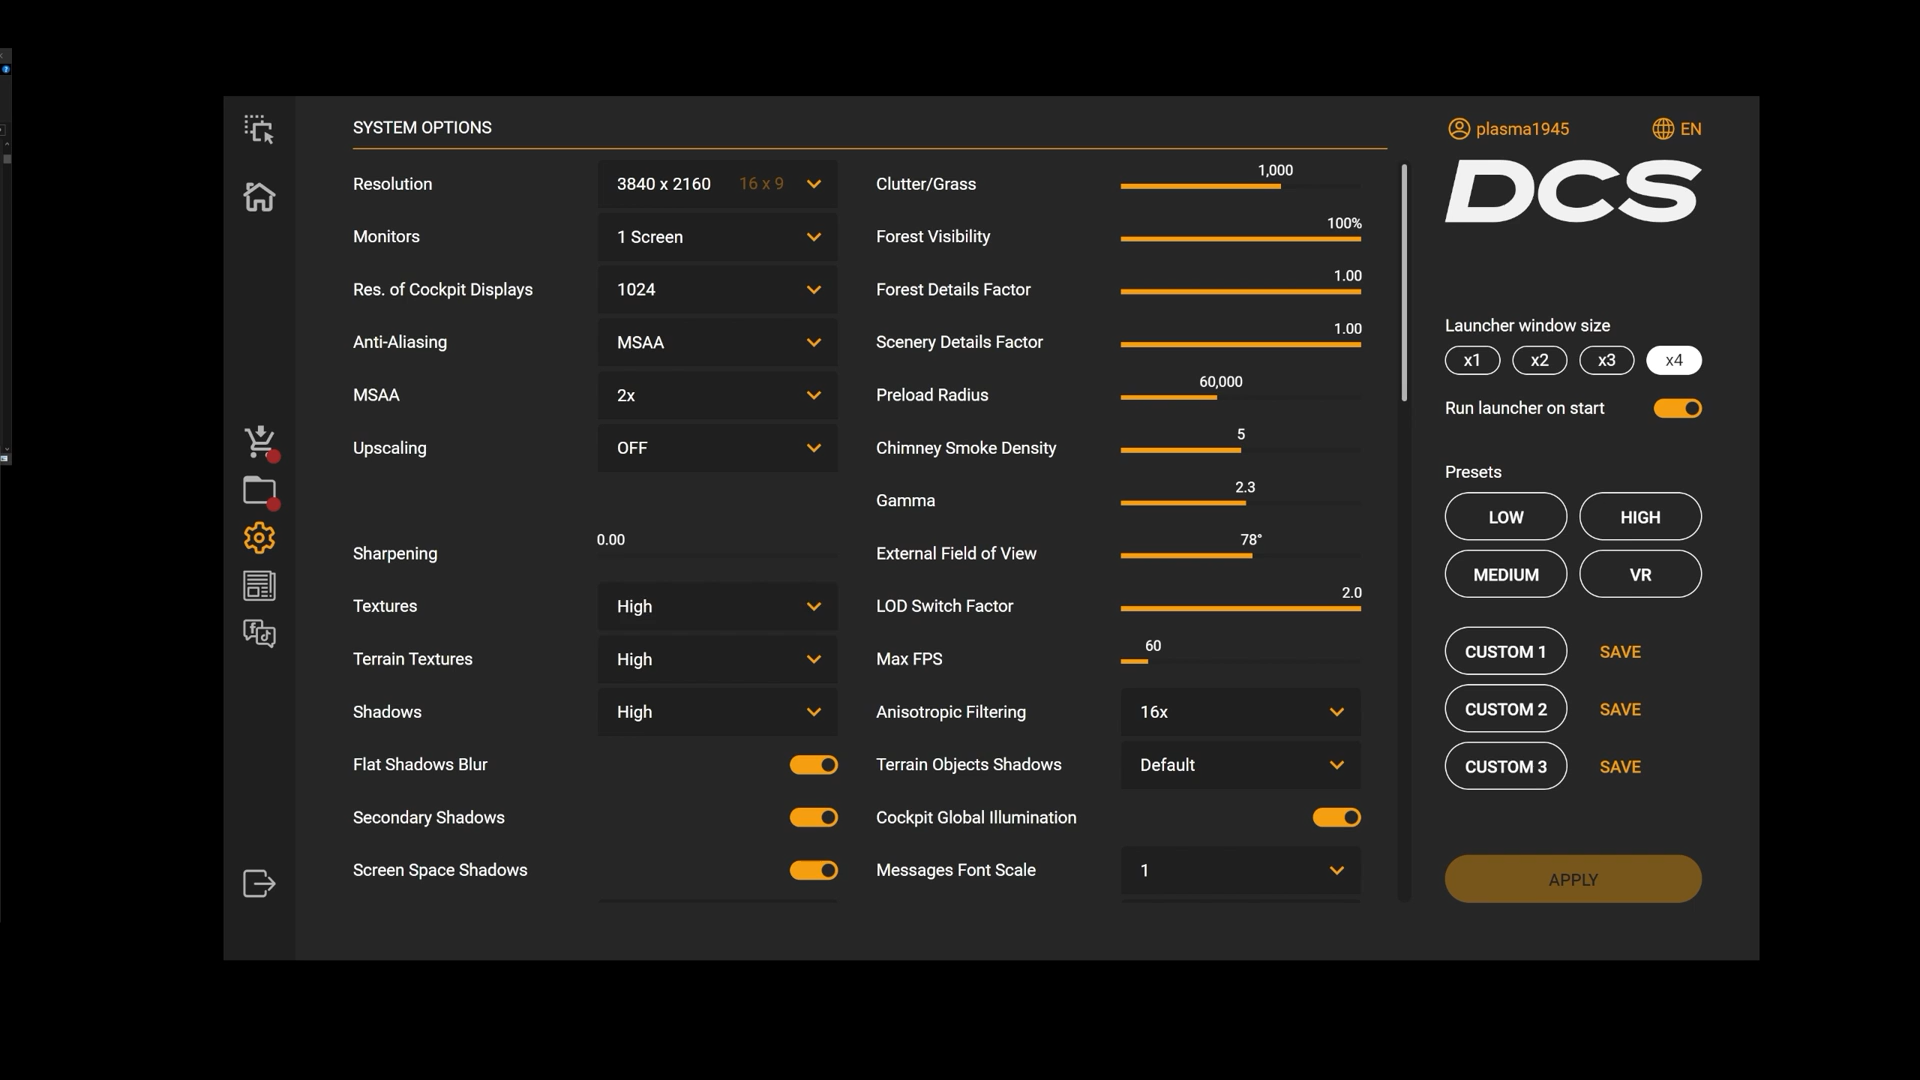 SYSTEM OPTIONS
plasma1945
EN
DCS
Resolution
3840 x 2160 16 x 9
Monitors
1 Screen
Res. of Cockpit Displays
1024
Anti-Aliasing
MSAA
MSAA
2x
Upscaling
OFF
Sharpening
0.00
Textures
High
Terrain Textures
High
Shadows
High
Flat Shadows Blur
Secondary Shadows
Screen Space Shadows
Clutter/Grass
1,000
Forest Visibility
100%
Forest Details Factor
1.00
Scenery Details Factor
1.00
Preload Radius
60,000
Chimney Smoke Density
5
Gamma
2.3
External Field of View
78°
LOD Switch Factor
2.0
Max FPS
60
Anisotropic Filtering
16x
Terrain Objects Shadows
Default
Cockpit Global Illumination
Messages Font Scale
1
Launcher window size
x1 x2 x3 x4
Run launcher on start
Presets
LOW HIGH
MEDIUM VR
CUSTOM 1 SAVE
CUSTOM 2 SAVE
CUSTOM 3 SAVE
APPLY